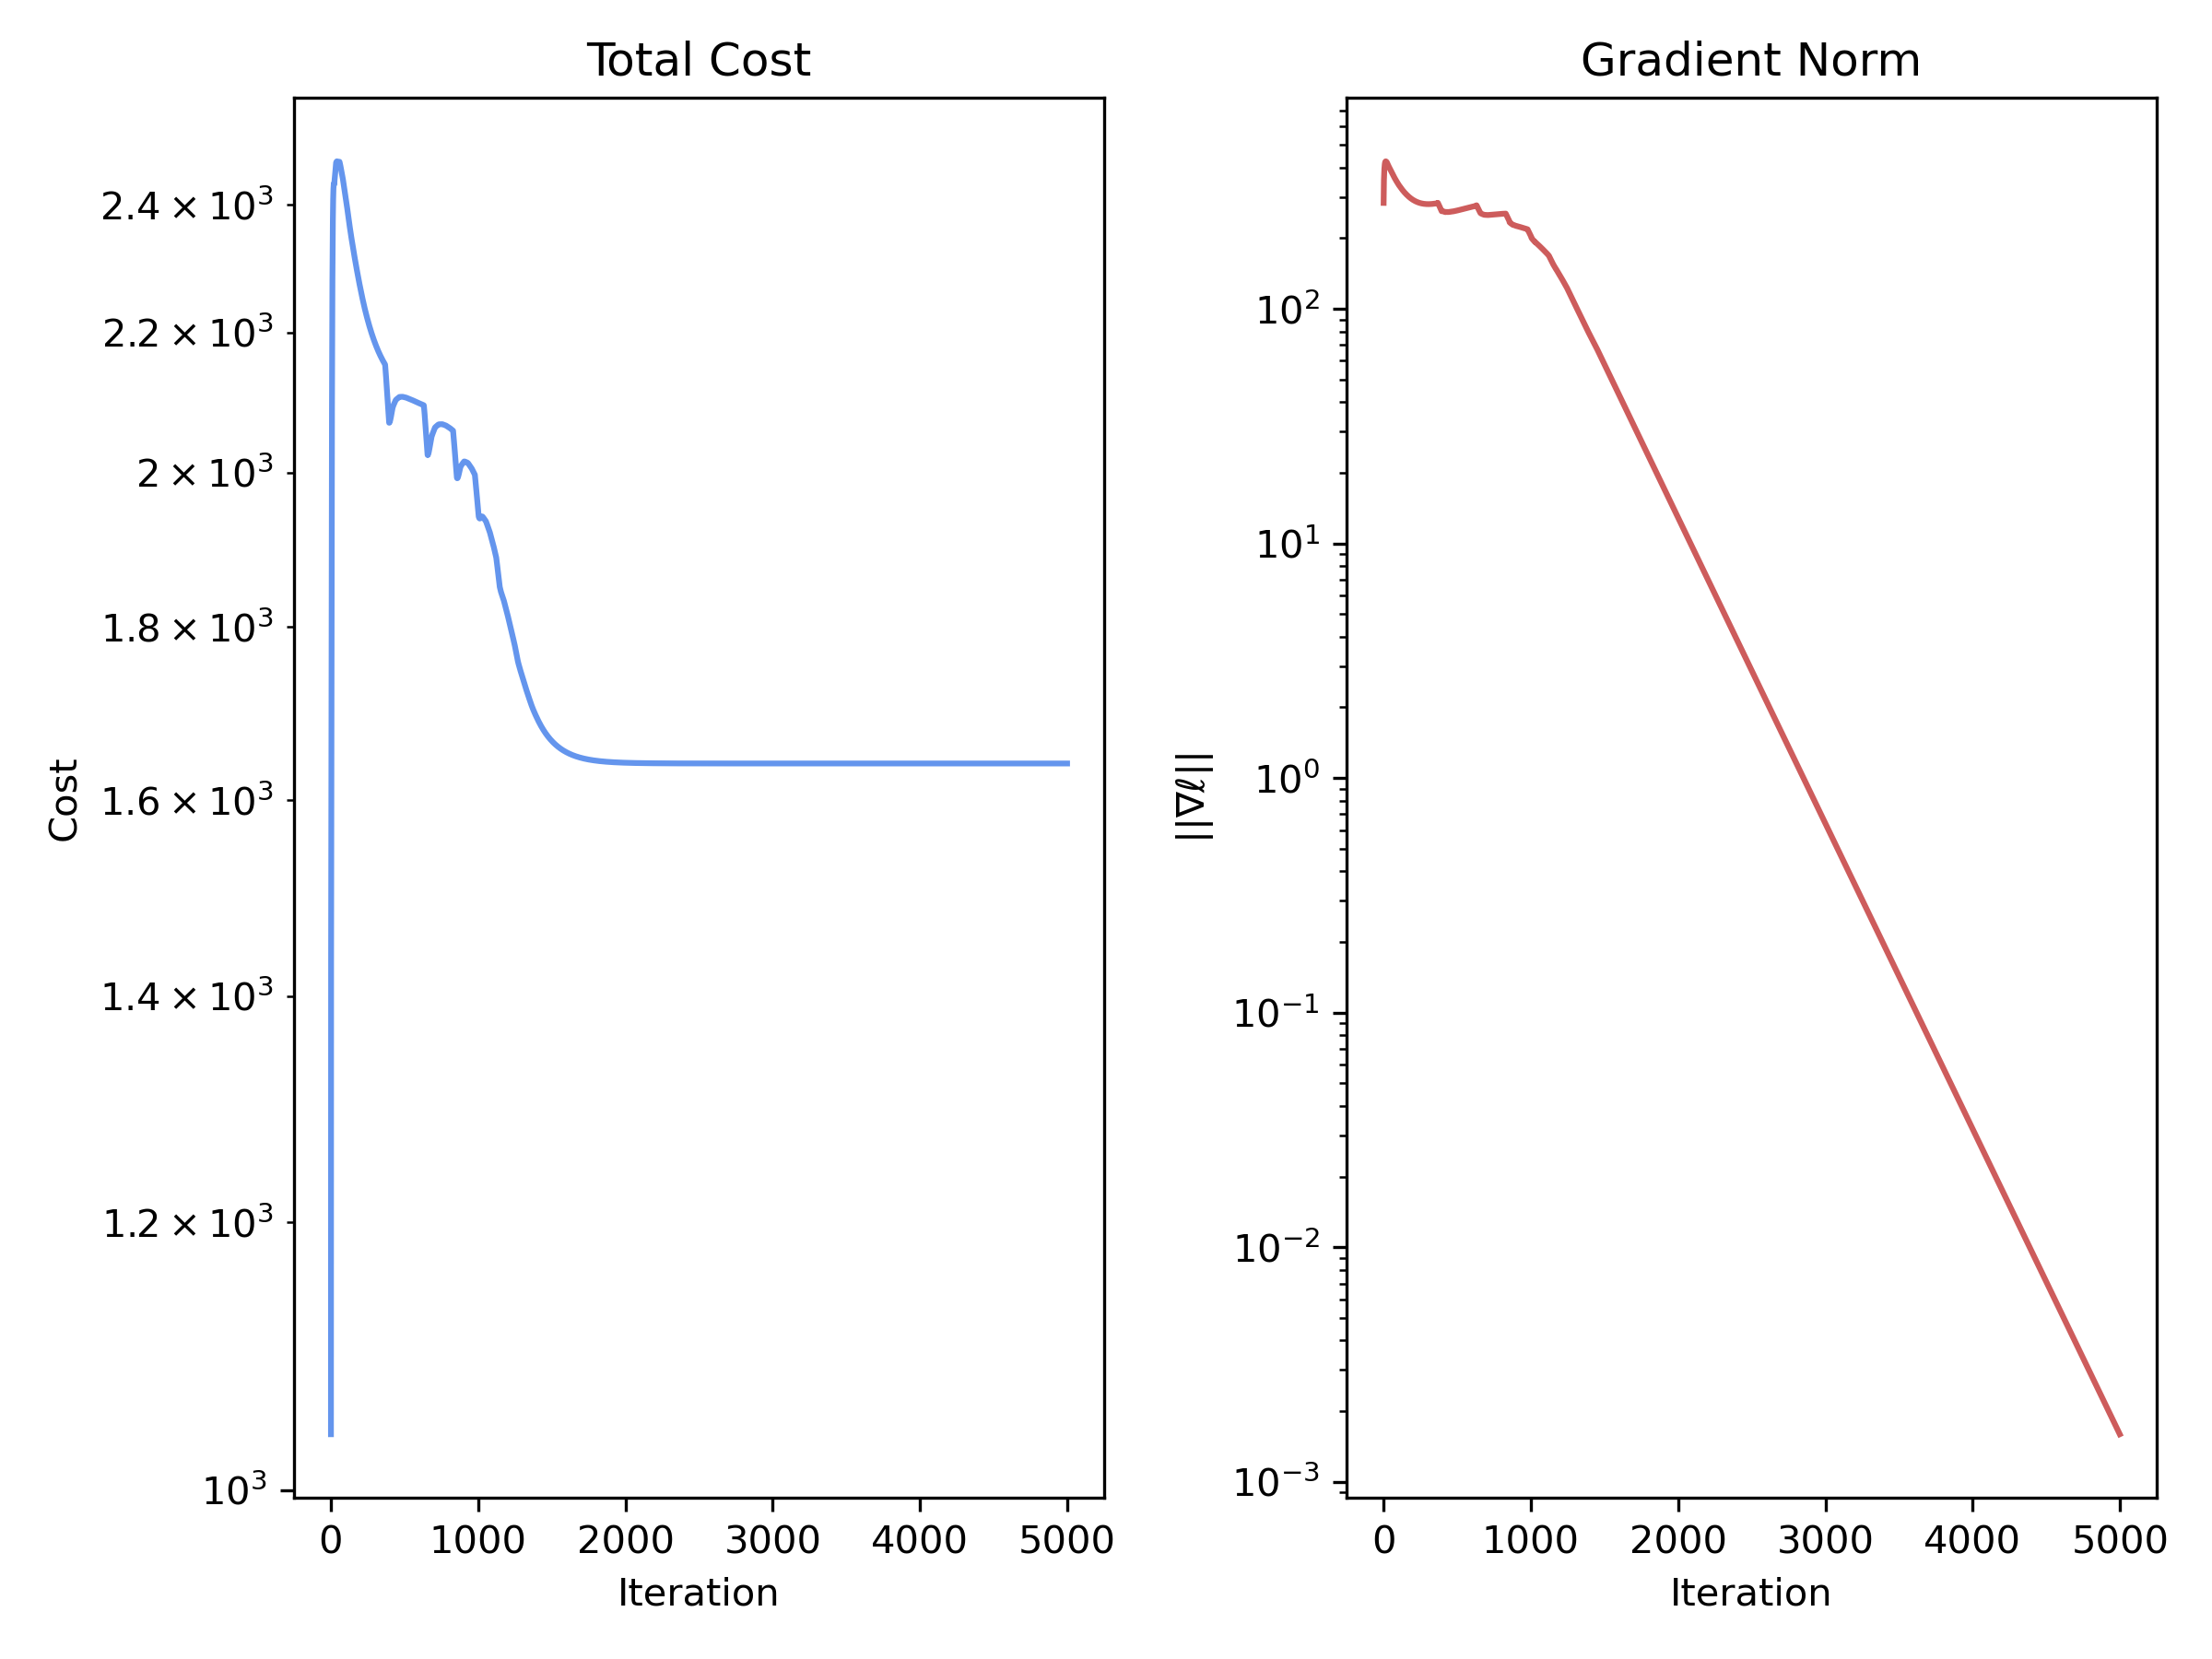 Total Cost
2.4 × 10³
2.2 × 10³
2 × 10³
1.8 × 10³
1.6 × 10³
1.4 × 10³
1.2 × 10³
10³
Cost
0 1000 2000 3000 4000 5000
Iteration
Gradient Norm
10²
10¹
10⁰
10⁻¹
10⁻²
10⁻³
||∇ℓ||
0 1000 2000 3000 4000 5000
Iteration